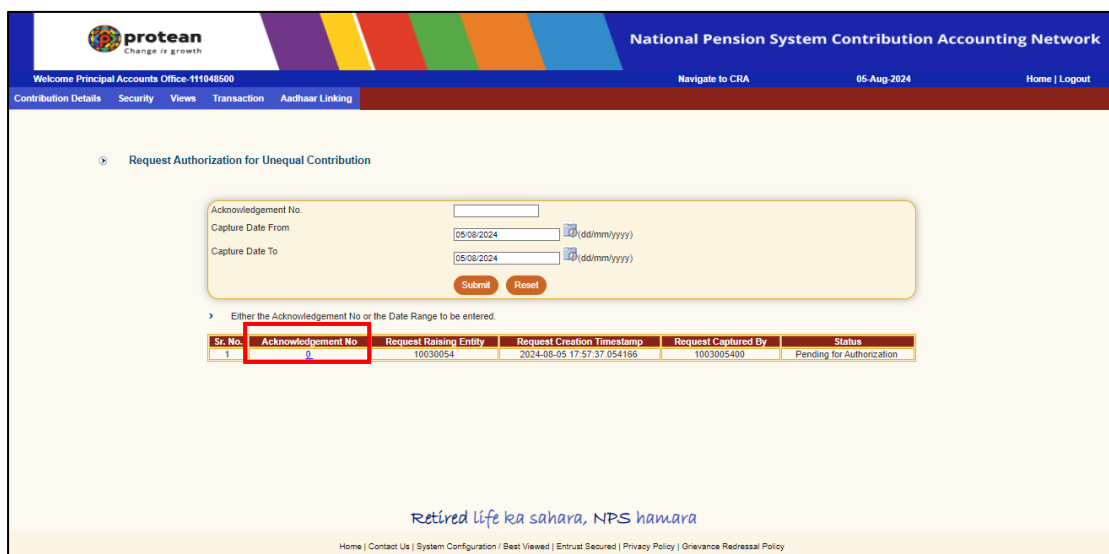 protean
Change is growth
National Pension System Contribution Accounting Network
Welcome Principal Accounts Office-111048500 Navigate to CRA 05-Aug-2024 Home | Logout
Contribution Details Security Views Transaction Aadhaar Linking
Request Authorization for Unequal Contribution
Acknowledgement No.
Capture Date From 05/08/2024 (dd/mm/yyyy)
Capture Date To 05/08/2024 (dd/mm/yyyy)
Submit Reset
Either the Acknowledgement No or the Date Range to be entered.
Sr. No. Acknowledgement No Request Raising Entity Request Creation Timestamp Request Captured By Status
1 0 10030054 2024-08-05 17:57:37.054166 1003005400 Pending for Authorization
Retired life ka sahara, NPS hamara
Home | Contact Us | System Configuration / Best Viewed | Entrust Secured | Privacy Policy | Grievance Redressal Policy